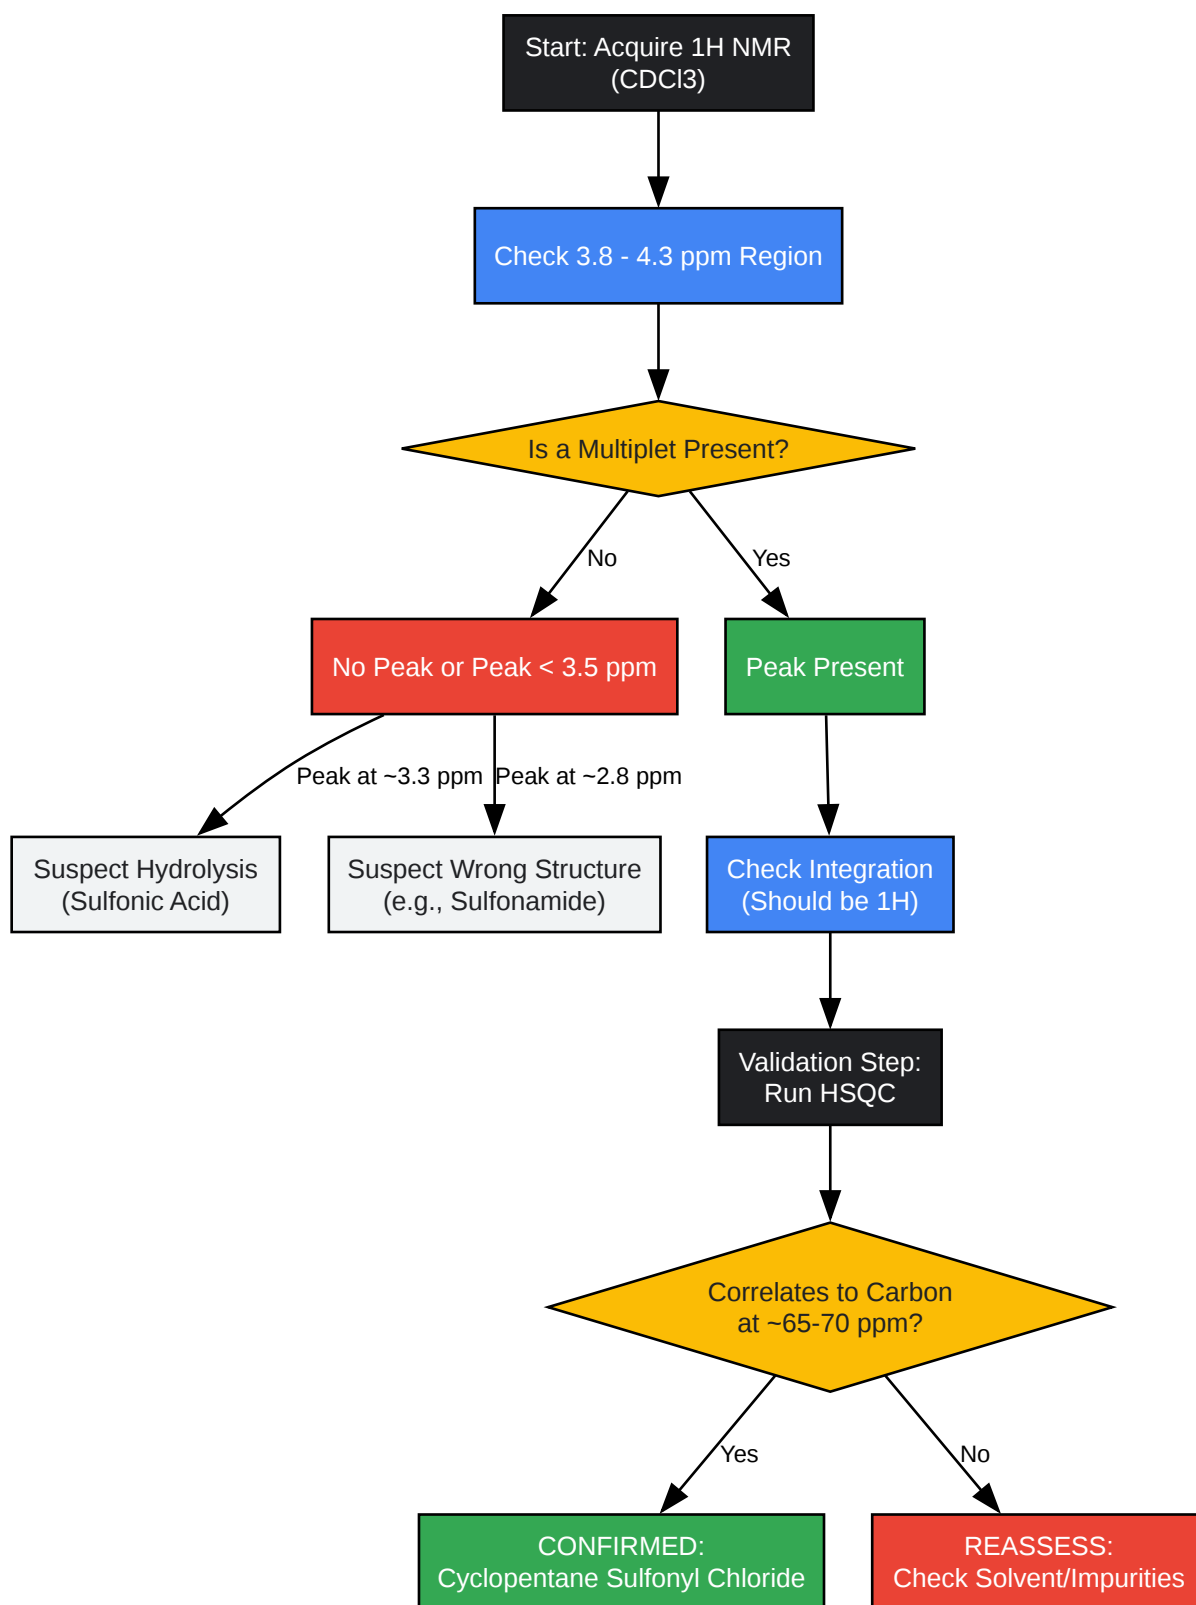 Start: Acquire 1H NMR
(CDCl3)
Check 3.8 - 4.3 ppm Region
Is a Multiplet Present?
No
Yes
No Peak or Peak < 3.5 ppm
Peak Present
Peak at ~3.3 ppm
Peak at ~2.8 ppm
Suspect Hydrolysis
(Sulfonic Acid)
Suspect Wrong Structure
(e.g., Sulfonamide)
Check Integration
(Should be 1H)
Validation Step:
Run HSQC
Correlates to Carbon
at ~65-70 ppm?
Yes
No
CONFIRMED:
Cyclopentane Sulfonyl Chloride
REASSESS:
Check Solvent/Impurities